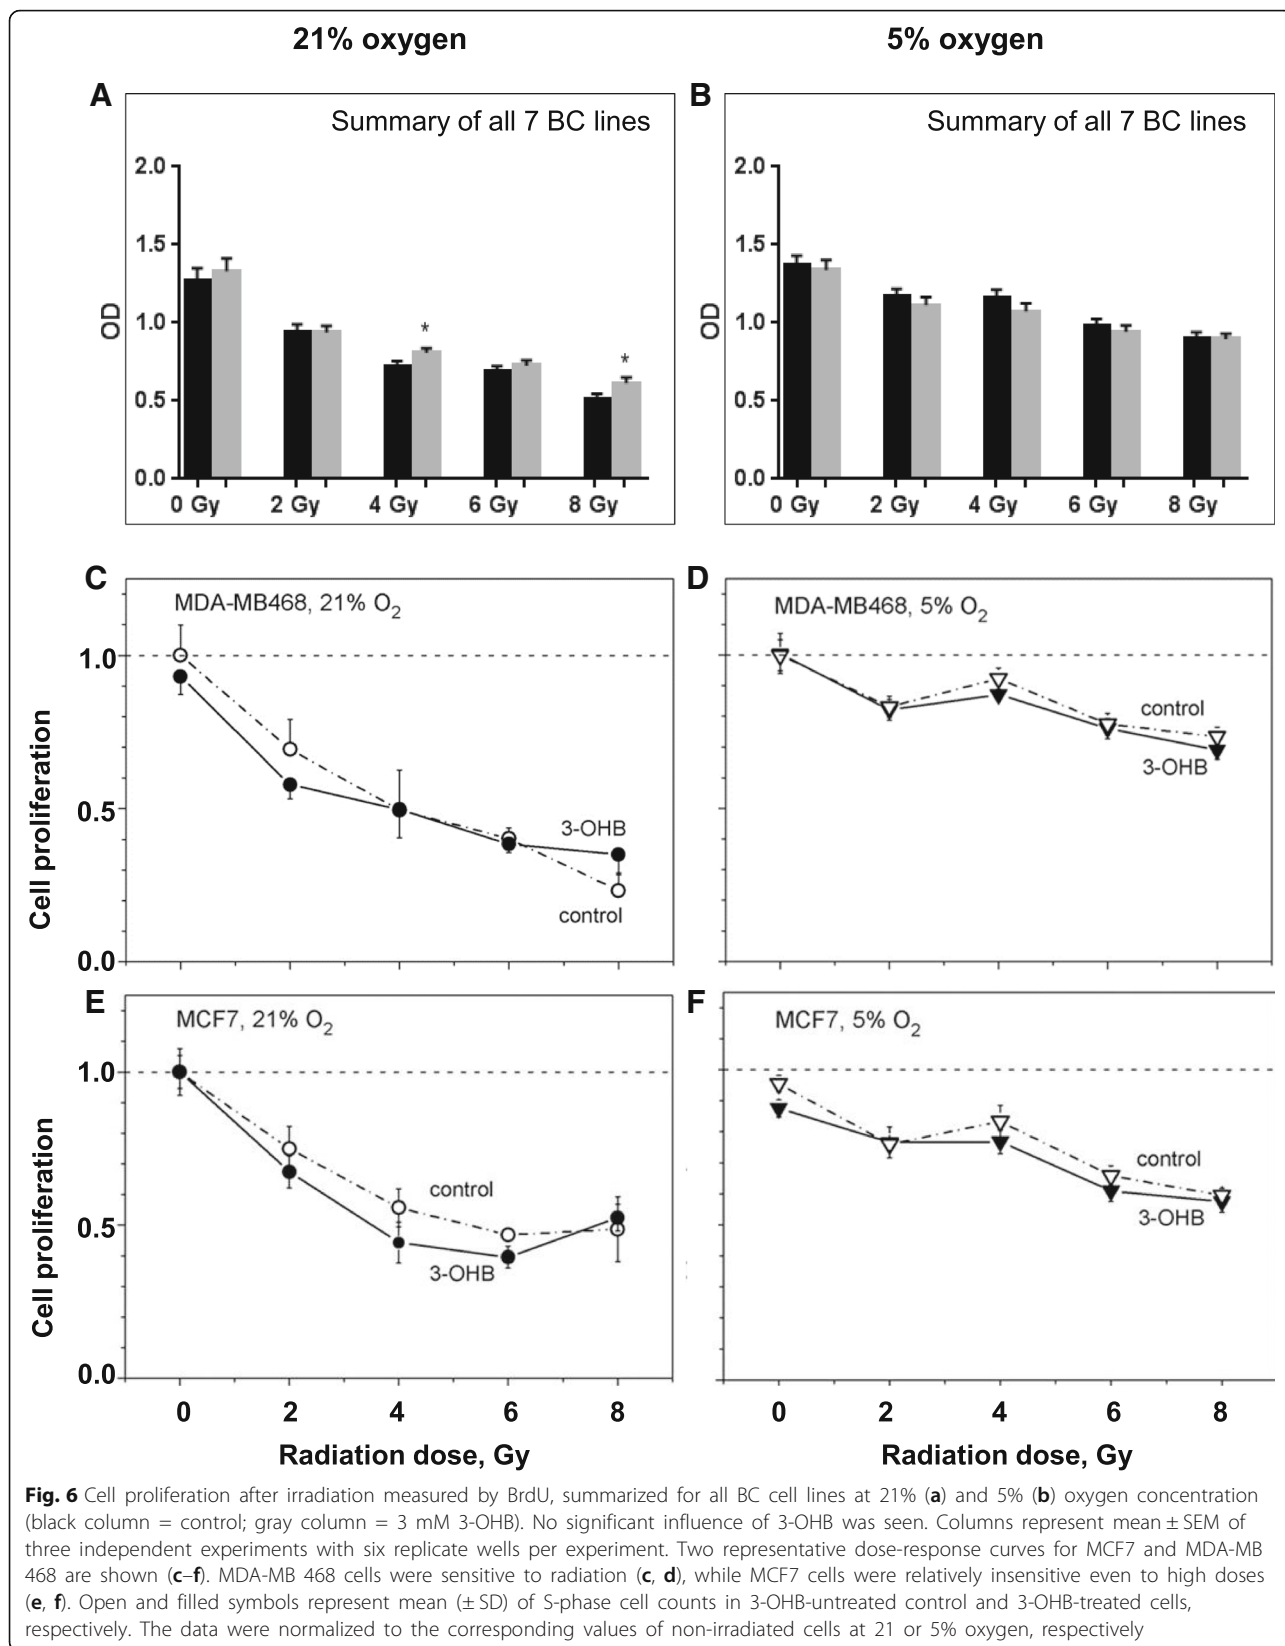 21% oxygen
5% oxygen
A
Summary of all 7 BC lines
2.0
1.5
1.0
0.5
0.0
OD
*
*
0 Gy 2 Gy 4 Gy 6 Gy 8 Gy
B
Summary of all 7 BC lines
2.0
1.5
1.0
0.5
0.0
OD
0 Gy 2 Gy 4 Gy 6 Gy 8 Gy
C
MDA-MB468, 21% O2
1.0
0.5
0.0
Cell proliferation
3-OHB
control
D
MDA-MB468, 5% O2
control
3-OHB
E
MCF7, 21% O2
1.0
0.5
0.0
Cell proliferation
control
3-OHB
0 2 4 6 8
Radiation dose, Gy
F
MCF7, 5% O2
control
3-OHB
0 2 4 6 8
Radiation dose, Gy
Fig. 6 Cell proliferation after irradiation measured by BrdU, summarized for all BC cell lines at 21% (a) and 5% (b) oxygen concentration
(black column = control; gray column = 3 mM 3-OHB). No significant influence of 3-OHB was seen. Columns represent mean ± SEM of
three independent experiments with six replicate wells per experiment. Two representative dose-response curves for MCF7 and MDA-MB
468 are shown (c–f). MDA-MB 468 cells were sensitive to radiation (c, d), while MCF7 cells were relatively insensitive even to high doses
(e, f). Open and filled symbols represent mean (± SD) of S-phase cell counts in 3-OHB-untreated control and 3-OHB-treated cells,
respectively. The data were normalized to the corresponding values of non-irradiated cells at 21 or 5% oxygen, respectively